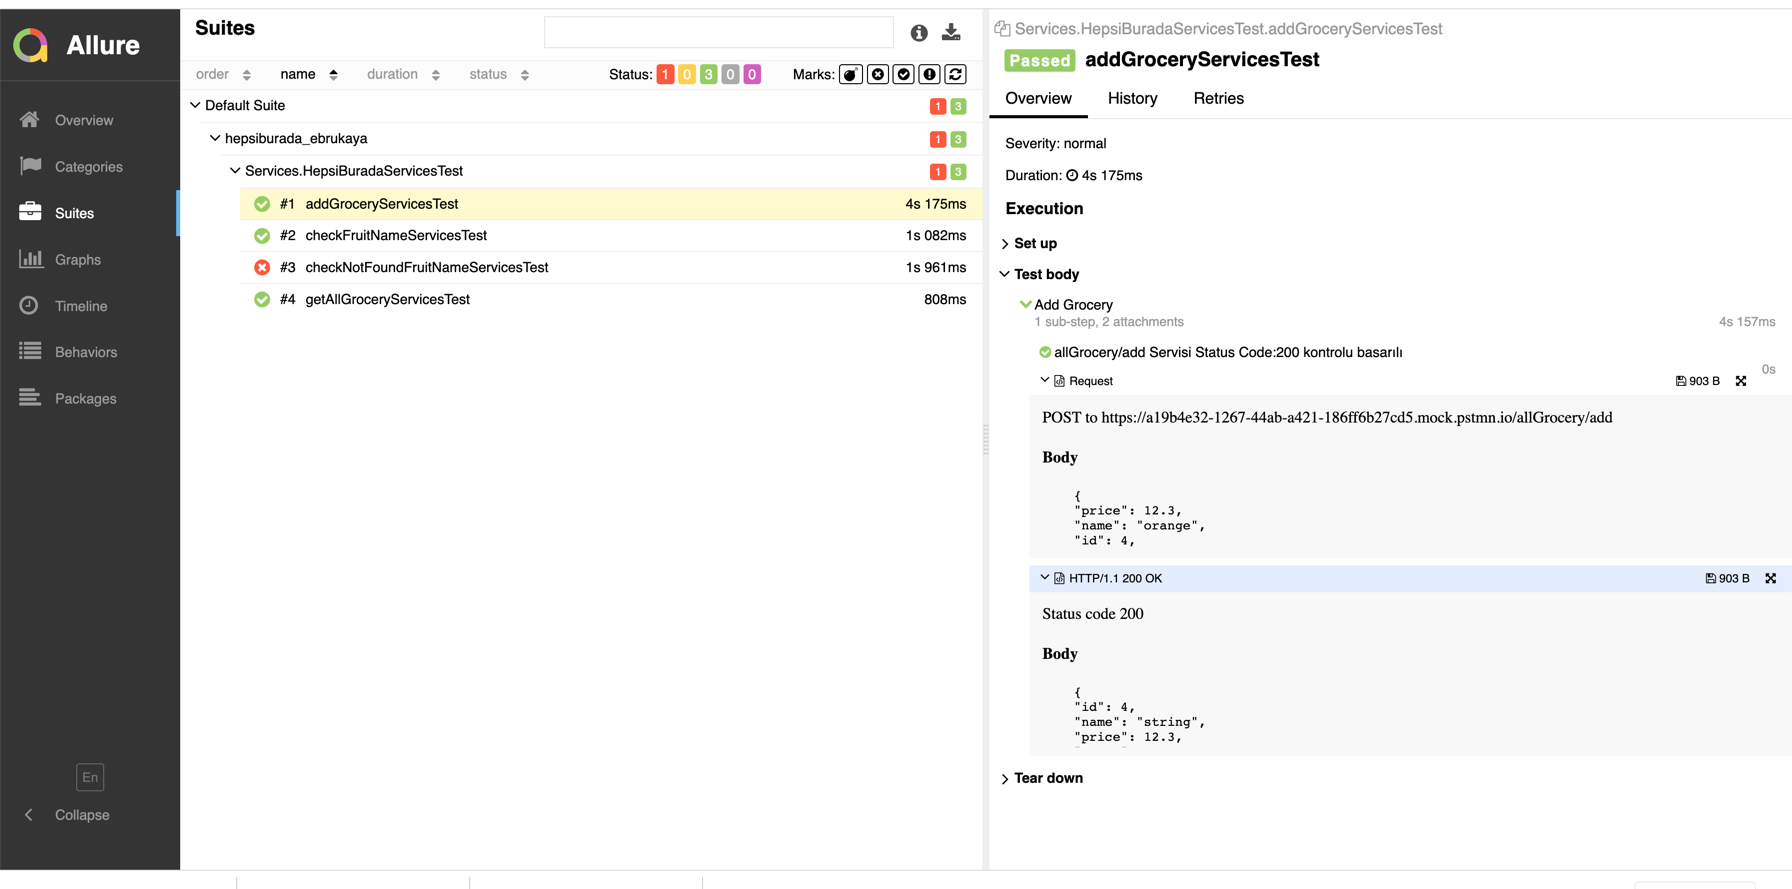 Allure
Overview
Categories
Suites
Graphs
Timeline
Behaviors
Packages
En
Collapse
Suites
order name duration status Status: 1 0 3 0 0 Marks:
Default Suite 1 3
hepsiburada_ebrukaya 1 3
Services.HepsiBuradaServicesTest 1 3
#1 addGroceryServicesTest 4s 175ms
#2 checkFruitNameServicesTest 1s 082ms
#3 checkNotFoundFruitNameServicesTest 1s 961ms
#4 getAllGroceryServicesTest 808ms
Services.HepsiBuradaServicesTest.addGroceryServicesTest
Passed addGroceryServicesTest
Overview History Retries
Severity: normal
Duration: 4s 175ms
Execution
Set up
Test body
Add Grocery
1 sub-step, 2 attachments 4s 157ms
allGrocery/add Servisi Status Code:200 kontrolu basarılı
0s
Request 903 B
POST to https://a19b4e32-1267-44ab-a421-186ff6b27cd5.mock.pstmn.io/allGrocery/add
Body
{
"price": 12.3,
"name": "orange",
"id": 4,
HTTP/1.1 200 OK 903 B
Status code 200
Body
{
"id": 4,
"name": "string",
"price": 12.3,
Tear down